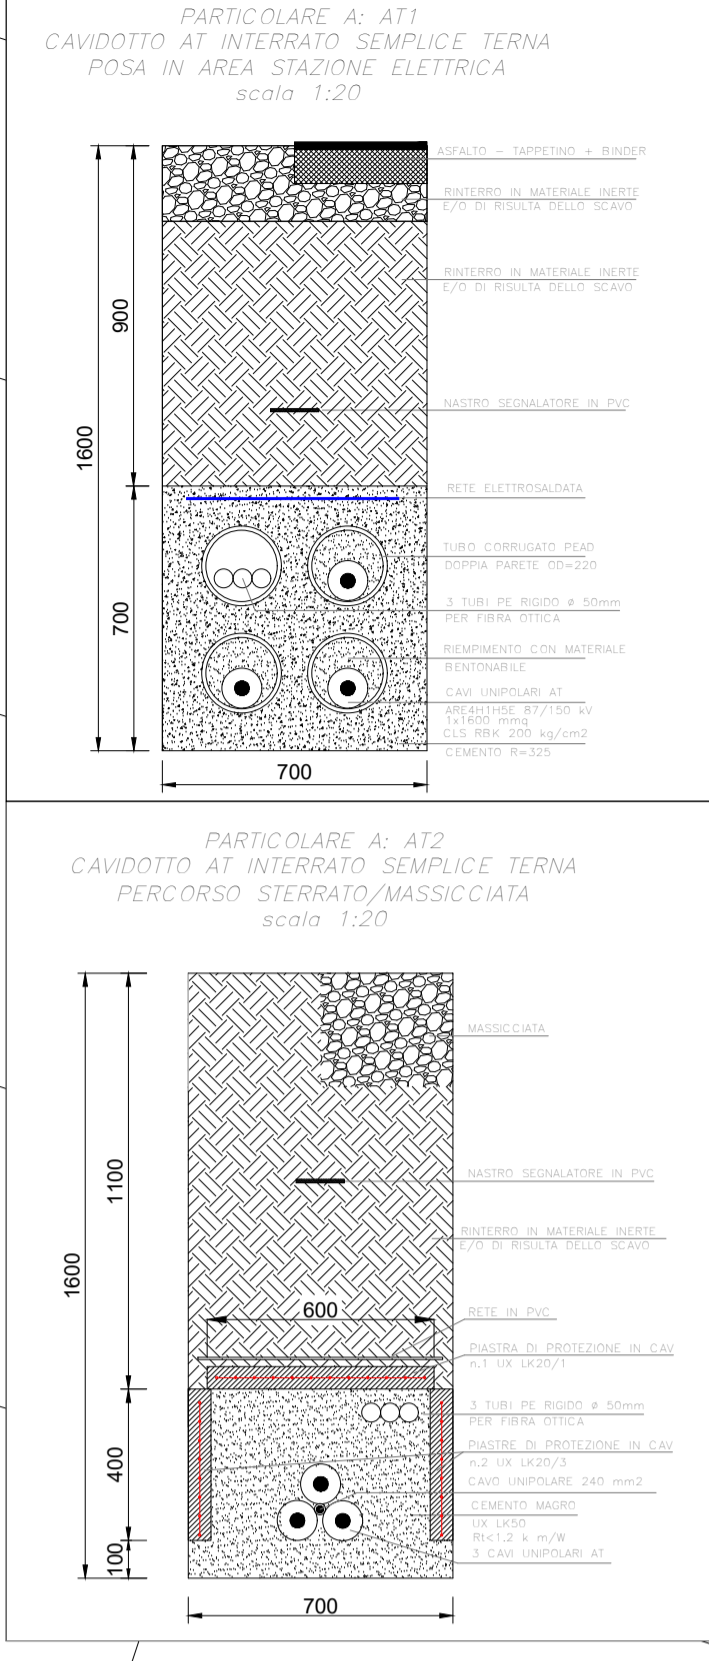 PARTICOLARE A: AT1
CAVIDOTTO AT INTERRATO SEMPLICE TERNA
POSA IN AREA STAZIONE ELETTRICA
scala 1:20
ASFALTO – TAPPETINO + BINDER
RINTERRO IN MATERIALE INERTE
E/O DI RISULTA DELLO SCAVO
RINTERRO IN MATERIALE INERTE
E/O DI RISULTA DELLO SCAVO
900
NASTRO SEGNALATORE IN PVC
1600
RETE ELETTROSALDATA
TUBO CORRUGATO PEAD
DOPPIA PARETE OD=220
3 TUBI PE RIGIDO ø 50mm
PER FIBRA OTTICA
700
RIEMPIMENTO CON MATERIALE
BENTONABILE
CAVI UNIPOLARI AT
ARE4H1H5E 87/150 kV
1x1600 mmq
CLS RBK 200 kg/cm2
CEMENTO R=325
700
PARTICOLARE A: AT2
CAVIDOTTO AT INTERRATO SEMPLICE TERNA
PERCORSO STERRATO/MASSICCIATA
scala 1:20
MASSICCIATA
1100
NASTRO SEGNALATORE IN PVC
RINTERRO IN MATERIALE INERTE
E/O DI RISULTA DELLO SCAVO
1600
600
RETE IN PVC
PIASTRA DI PROTEZIONE IN CAV
n.1 UX LK20/1
3 TUBI PE RIGIDO ø 50mm
PER FIBRA OTTICA
400
PIASTRE DI PROTEZIONE IN CAV
n.2 UX LK20/3
CAVO UNIPOLARE 240 mm2
CEMENTO MAGRO
UX LK50
Rt<1,2 k m/W
3 CAVI UNIPOLARI AT
100
700